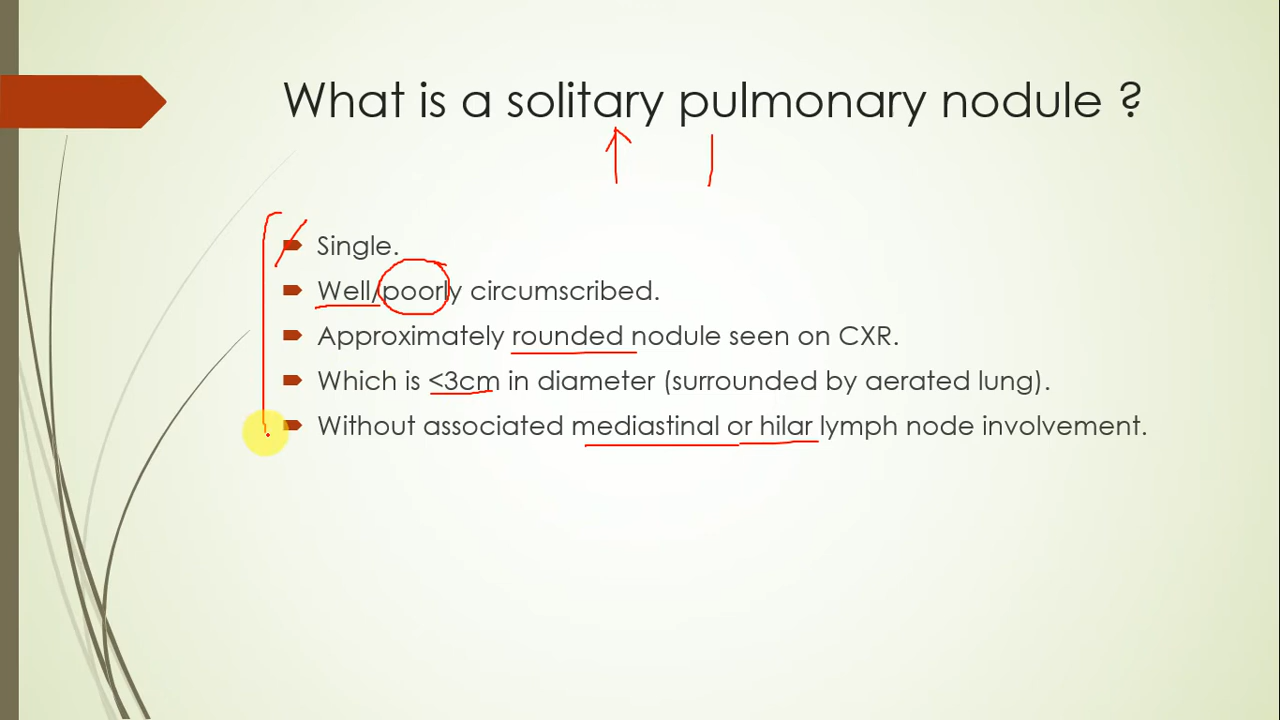 What is a solitary pulmonary nodule ?
Single.
Well/poorly circumscribed.
Approximately rounded nodule seen on CXR.
Which is <3cm in diameter (surrounded by aerated lung).
Without associated mediastinal or hilar lymph node involvement.